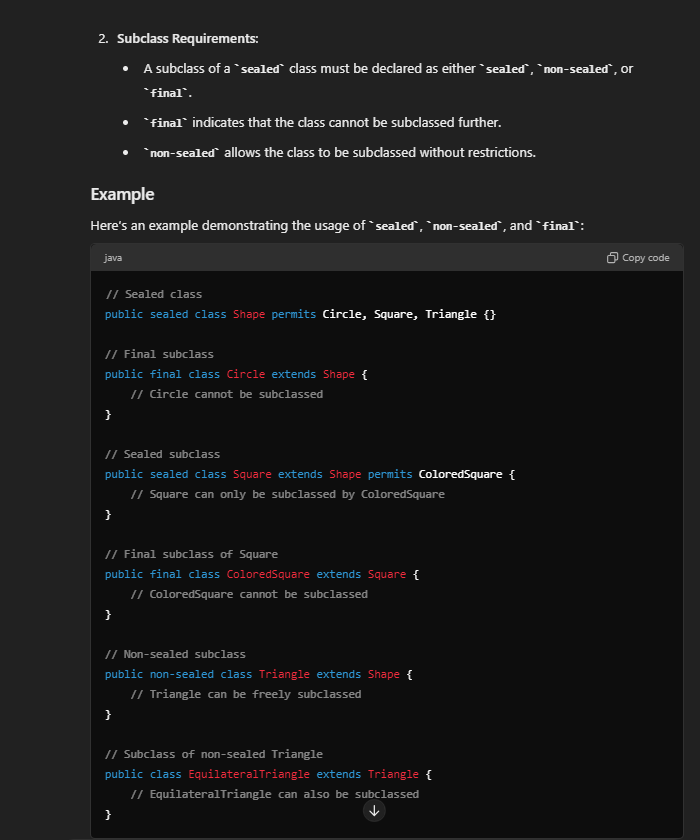 2. Subclass Requirements:
• A subclass of a `sealed` class must be declared as either `sealed`, `non-sealed`, or
`final`.
• `final` indicates that the class cannot be subclassed further.
• `non-sealed` allows the class to be subclassed without restrictions.
Example
Here's an example demonstrating the usage of `sealed`, `non-sealed`, and `final`:
java Copy code
// Sealed class
public sealed class Shape permits Circle, Square, Triangle {}
// Final subclass
public final class Circle extends Shape {
    // Circle cannot be subclassed
}
// Sealed subclass
public sealed class Square extends Shape permits ColoredSquare {
    // Square can only be subclassed by ColoredSquare
}
// Final subclass of Square
public final class ColoredSquare extends Square {
    // ColoredSquare cannot be subclassed
}
// Non-sealed subclass
public non-sealed class Triangle extends Shape {
    // Triangle can be freely subclassed
}
// Subclass of non-sealed Triangle
public class EquilateralTriangle extends Triangle {
    // EquilateralTriangle can also be subclassed
}